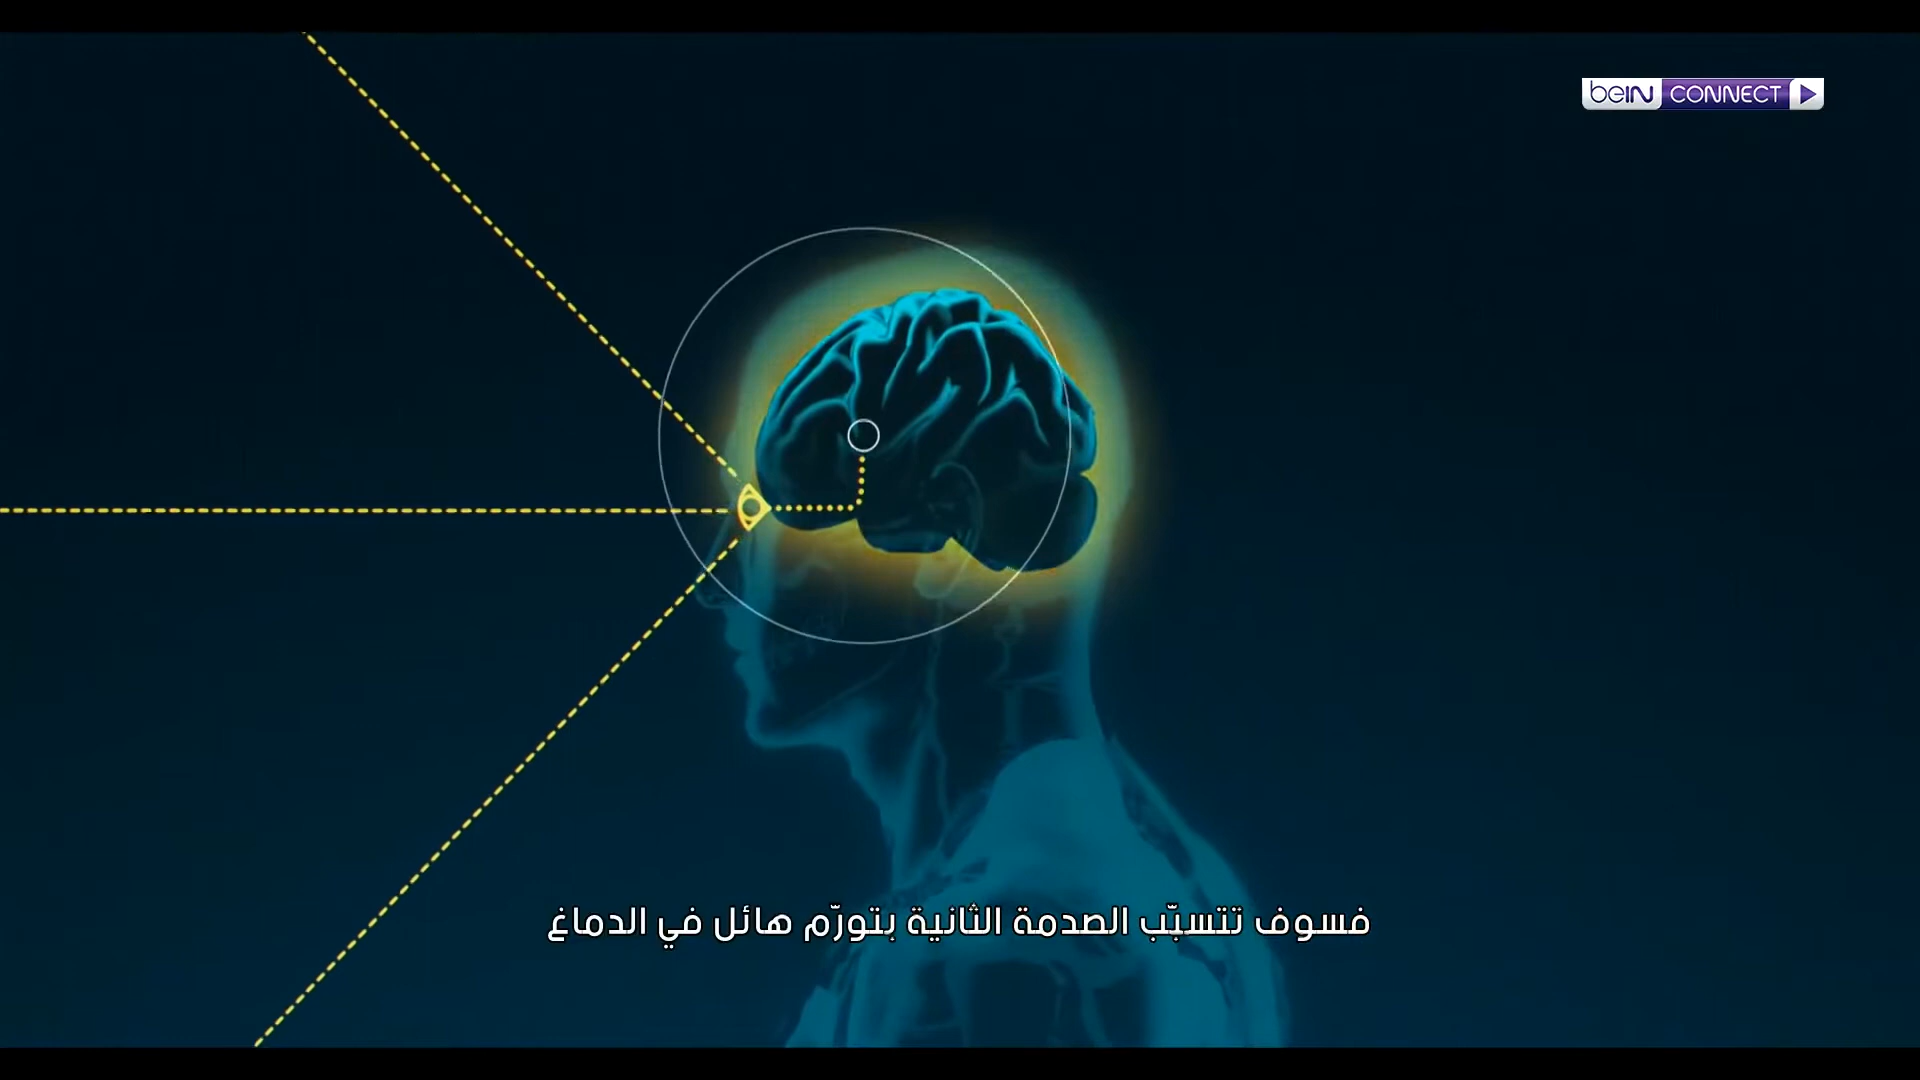 beIN CONNECT
فسوف تتسبّب الصدمة الثانية بتورّم هائل في الدماغ